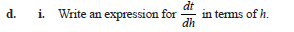 d. i. Write an expression for dt/dh in terms of h.